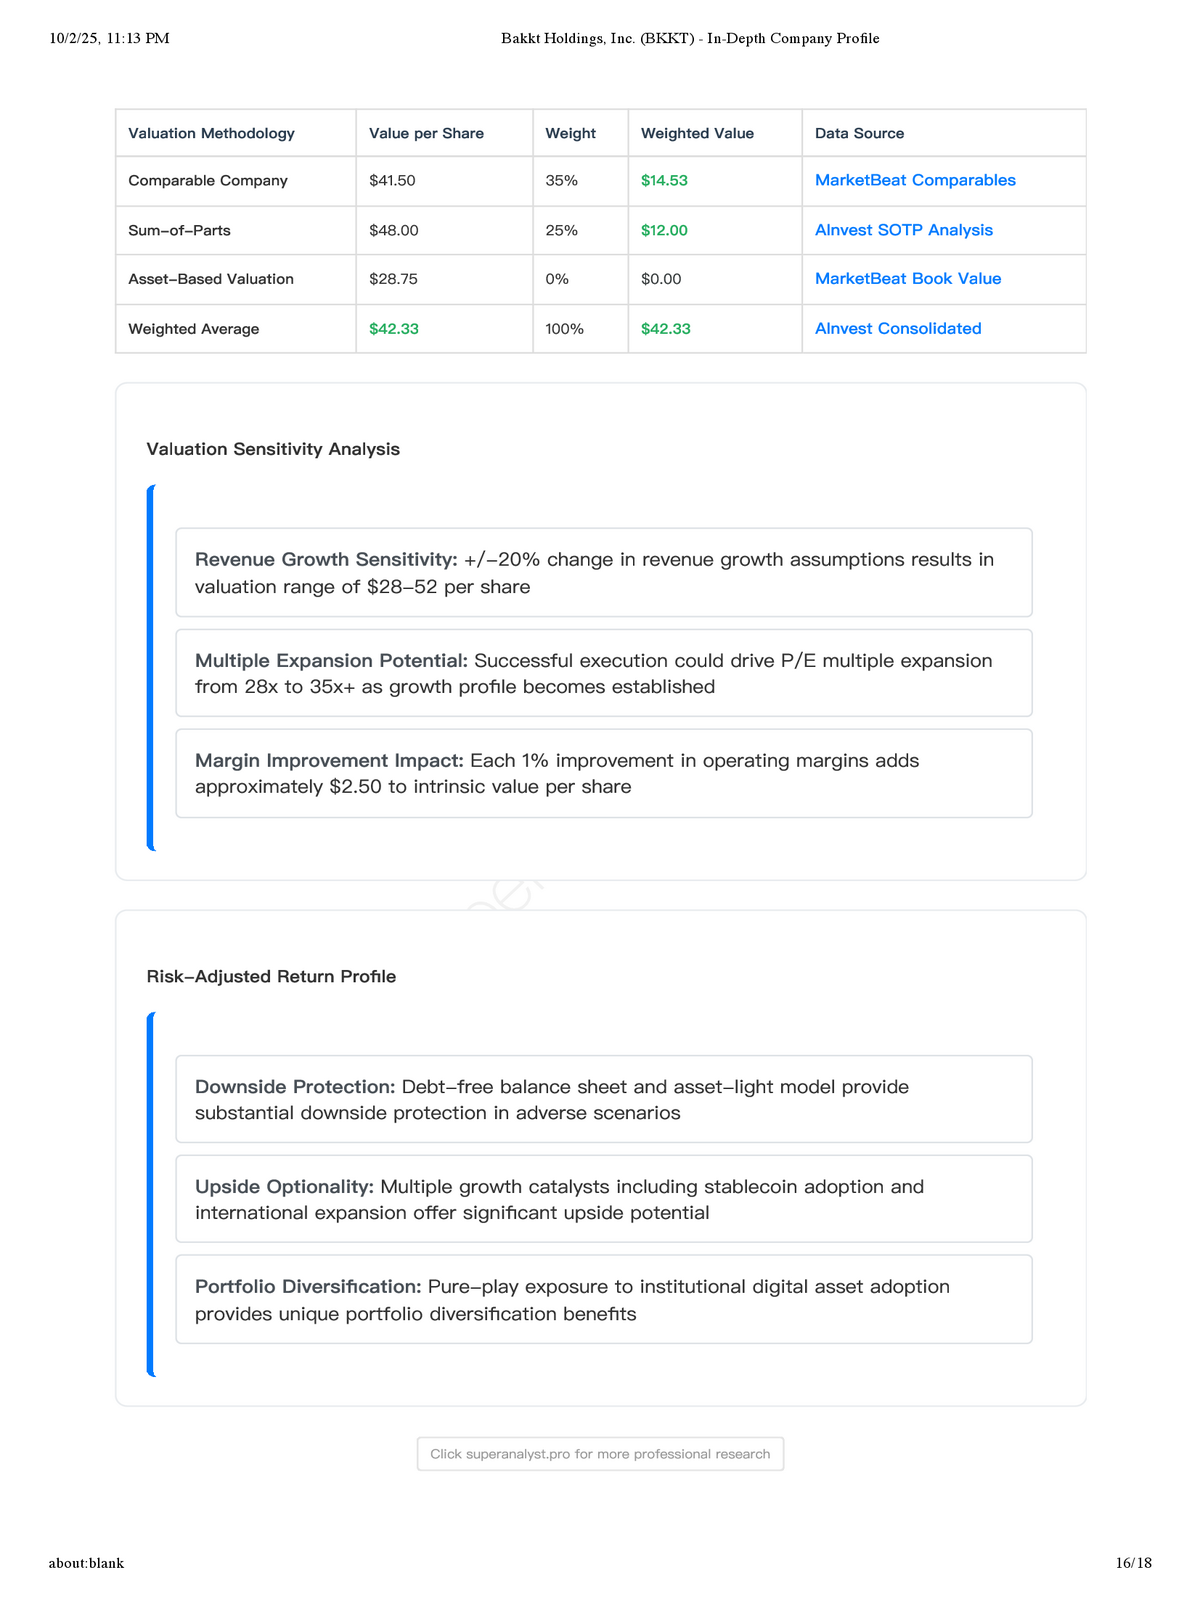 10/2/25, 11:13 PM Bakkt Holdings, Inc. (BKKT) - In-Depth Company Profile
Valuation Methodology Value per Share Weight Weighted Value Data Source
Comparable Company $41.50 35% $14.53 MarketBeat Comparables
Sum-of-Parts $48.00 25% $12.00 AInvest SOTP Analysis
Asset-Based Valuation $28.75 0% $0.00 MarketBeat Book Value
Weighted Average $42.33 100% $42.33 AInvest Consolidated
Valuation Sensitivity Analysis
Revenue Growth Sensitivity: +/-20% change in revenue growth assumptions results in
valuation range of $28-52 per share
Multiple Expansion Potential: Successful execution could drive P/E multiple expansion
from 28x to 35x+ as growth profile becomes established
Margin Improvement Impact: Each 1% improvement in operating margins adds
approximately $2.50 to intrinsic value per share
Risk-Adjusted Return Profile
Downside Protection: Debt-free balance sheet and asset-light model provide
substantial downside protection in adverse scenarios
Upside Optionality: Multiple growth catalysts including stablecoin adoption and
international expansion offer significant upside potential
Portfolio Diversification: Pure-play exposure to institutional digital asset adoption
provides unique portfolio diversification benefits
Click superanalyst.pro for more professional research
about:blank 16/18